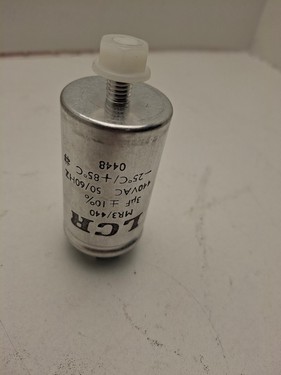 LCR
MR3/440
3µF ± 10%
440VAC 50/60HZ
–25°C/+85°C
0448